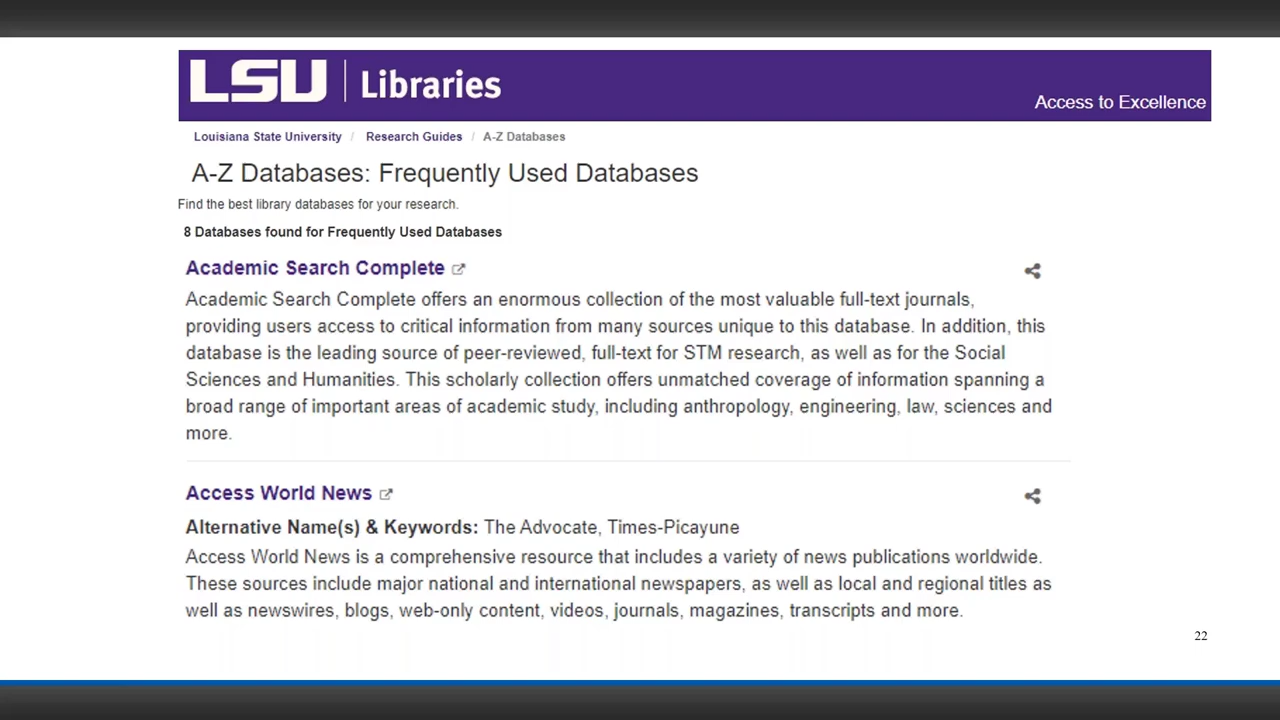 LSU Libraries
Access to Excellence
Louisiana State University / Research Guides / A-Z Databases
A-Z Databases: Frequently Used Databases
Find the best library databases for your research.
8 Databases found for Frequently Used Databases
Academic Search Complete
Academic Search Complete offers an enormous collection of the most valuable full-text journals,
providing users access to critical information from many sources unique to this database. In addition, this
database is the leading source of peer-reviewed, full-text for STM research, as well as for the Social
Sciences and Humanities. This scholarly collection offers unmatched coverage of information spanning a
broad range of important areas of academic study, including anthropology, engineering, law, sciences and
more.
Access World News
Alternative Name(s) & Keywords: The Advocate, Times-Picayune
Access World News is a comprehensive resource that includes a variety of news publications worldwide.
These sources include major national and international newspapers, as well as local and regional titles as
well as newswires, blogs, web-only content, videos, journals, magazines, transcripts and more.
22